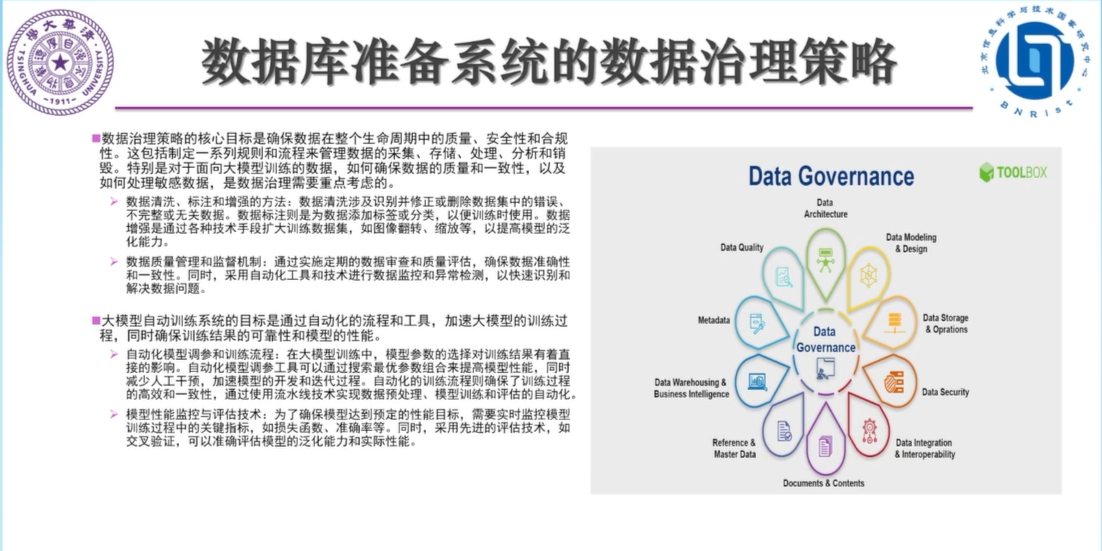 清華大學
TSINGHUA UNIVERSITY
-1911-
数据库准备系统的数据治理策略
北京信息科学与技术国家研究中心
BNRist
数据治理策略的核心目标是确保数据在整个生命周期中的质量、安全性和合规
性。这包括制定一系列规则和流程来管理数据的采集、存储、处理、分析和销
毁。特别是对于面向大模型训练的数据，如何确保数据的质量和一致性，以及
如何处理敏感数据，是数据治理需要重点考虑的。
数据清洗、标注和增强的方法：数据清洗涉及识别并修正或删除数据集中的错误、
不完整或无关数据。数据标注则是为数据添加标签或分类，以便训练时使用。数据
增强是通过各种技术手段扩大训练数据集，如图像翻转、缩放等，以提高模型的泛
化能力。
数据质量管理和监督机制：通过实施定期的数据审查和质量评估，确保数据准确性
和一致性。同时，采用自动化工具和技术进行数据监控和异常检测，以快速识别和
解决数据问题。
大模型自动训练系统的目标是通过自动化的流程和工具，加速大模型的训练过
程，同时确保训练结果的可靠性和模型的性能。
自动化模型调参和训练流程：在大模型训练中，模型参数的选择对训练结果有着直
接的影响。自动化模型调参工具可以通过搜索最优参数组合来提高模型性能，同时
减少人工干预，加速模型的开发和迭代过程。自动化的训练流程则确保了训练过程
的高效和一致性，通过使用流水线技术实现数据预处理、模型训练和评估的自动化。
模型性能监控与评估技术：为了确保模型达到预定的性能目标，需要实时监控模型
训练过程中的关键指标，如损失函数、准确率等。同时，采用先进的评估技术，如
交叉验证，可以准确评估模型的泛化能力和实际性能。
Data Governance
TOOLBOX
Data
Architecture
Data Modeling
& Design
Data Storage
& Oprations
Data Security
Data Integration
& Interoperability
Documents & Contents
Reference &
Master Data
Data Warehousing &
Business Intelligence
Metadata
Data Quality
Data
Governance